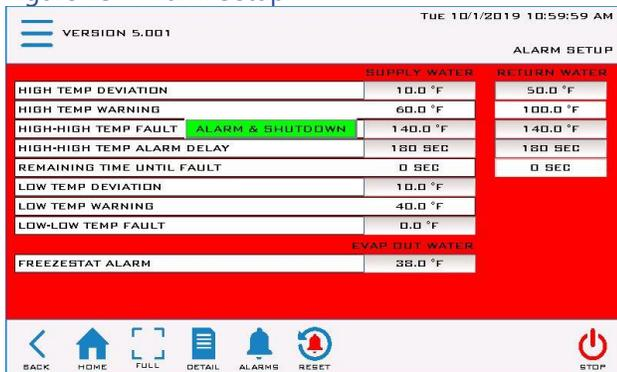 VERSION 5.001
TUE 10/1/2019 10:59:59 AM
ALARM SETUP
SUPPLY WATER RETURN WATER
HIGH TEMP DEVIATION 10.0 °F 50.0 °F
HIGH TEMP WARNING 60.0 °F 100.0 °F
HIGH-HIGH TEMP FAULT ALARM & SHUTDOWN 140.0 °F 140.0 °F
HIGH-HIGH TEMP ALARM DELAY 180 SEC 180 SEC
REMAINING TIME UNTIL FAULT 0 SEC 0 SEC
LOW TEMP DEVIATION 10.0 °F
LOW TEMP WARNING 40.0 °F
LOW-LOW TEMP FAULT 0.0 °F
EVAP OUT WATER
FREEZESTAT ALARM 38.0 °F
BACK HOME FULL DETAIL ALARMS RESET STOP